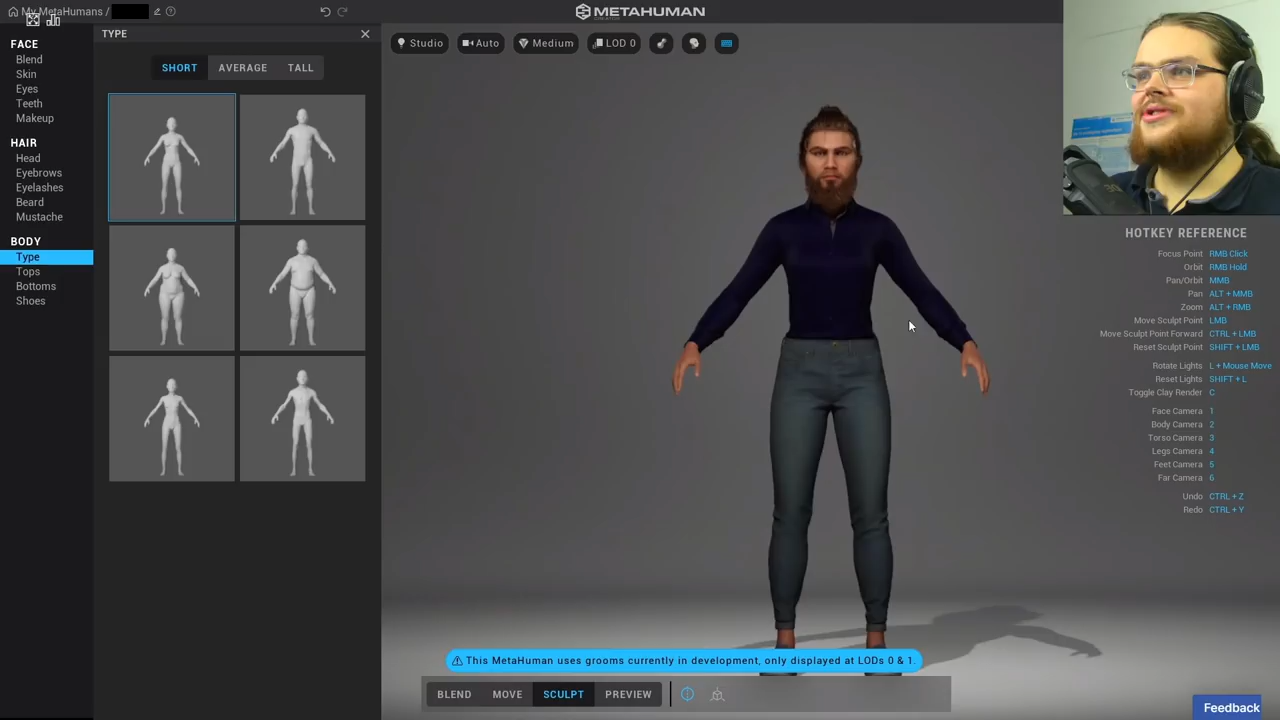 My MetaHumans /
METAHUMAN
CREATOR
TYPE
FACE
Blend
Skin
Eyes
Teeth
Makeup
HAIR
Head
Eyebrows
Eyelashes
Beard
Mustache
BODY
Type
Tops
Bottoms
Shoes
SHORT AVERAGE TALL
Studio Auto Medium LOD 0
HOTKEY REFERENCE
Focus Point RMB Click
Orbit RMB Hold
Pan/Orbit MMB
Pan ALT + MMB
Zoom ALT + RMB
Move Sculpt Point LMB
Move Sculpt Point Forward CTRL + LMB
Reset Sculpt Point SHIFT + LMB
Rotate Lights L + Mouse Move
Reset Lights SHIFT + L
Toggle Clay Render C
Face Camera 1
Body Camera 2
Torso Camera 3
Legs Camera 4
Feet Camera 5
Far Camera 6
Undo CTRL + Z
Redo CTRL + Y
This MetaHuman uses grooms currently in development, only displayed at LODs 0 & 1.
BLEND MOVE SCULPT PREVIEW
Feedback